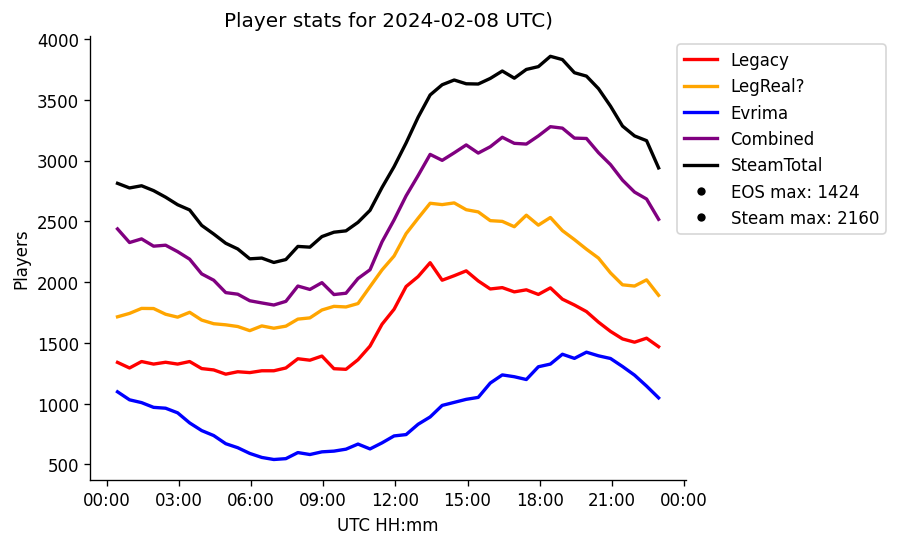 Player stats for 2024-02-08 UTC)
4000
3500
3000
2500
2000
1500
1000
500
Players
00:00 03:00 06:00 09:00 12:00 15:00 18:00 21:00 00:00
UTC HH:mm
Legacy
LegReal?
Evrima
Combined
SteamTotal
EOS max: 1424
Steam max: 2160